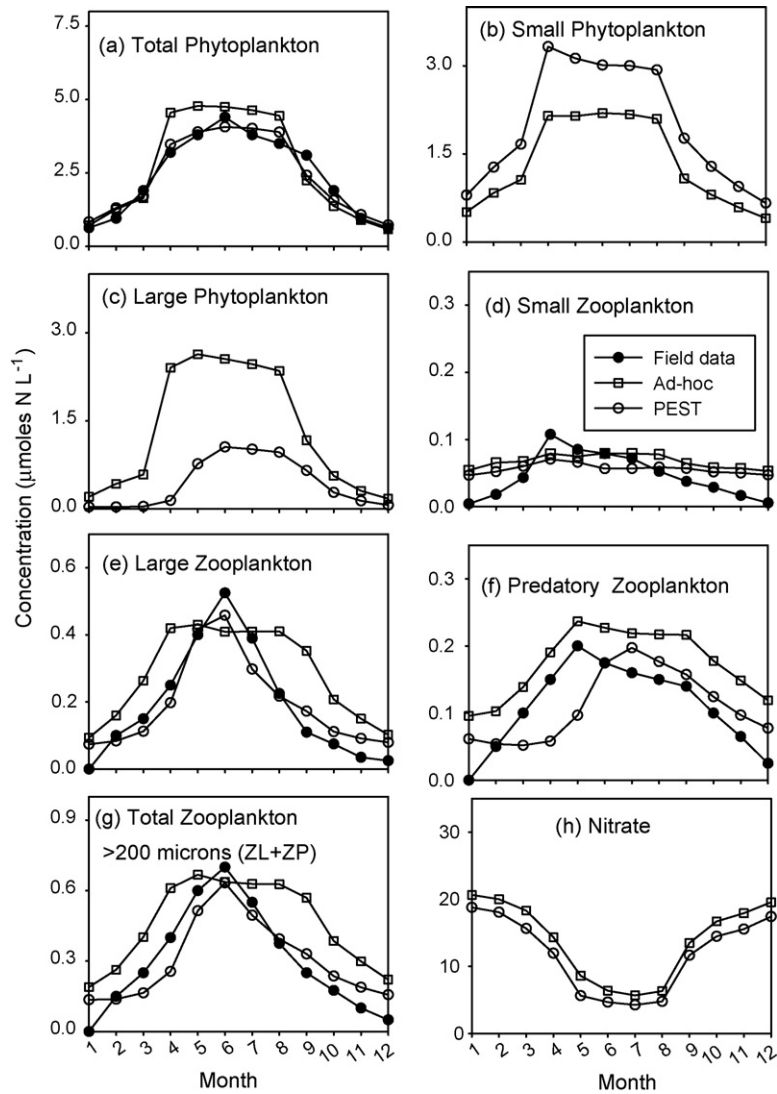 (a) Total Phytoplankton
7.5
5.0
2.5
0.0
(b) Small Phytoplankton
3.0
1.5
0.0
(c) Large Phytoplankton
3.0
1.5
0.0
(d) Small Zooplankton
0.3
0.2
0.1
0.0
Field data
Ad-hoc
PEST
Concentration (μmoles N L-1)
(e) Large Zooplankton
0.6
0.4
0.2
0.0
(f) Predatory Zooplankton
0.3
0.2
0.1
0.0
(g) Total Zooplankton
>200 microns (ZL+ZP)
0.9
0.6
0.3
0.0
1 2 3 4 5 6 7 8 9 10 11 12
Month
(h) Nitrate
30
20
10
0
1 2 3 4 5 6 7 8 9 10 11 12
Month